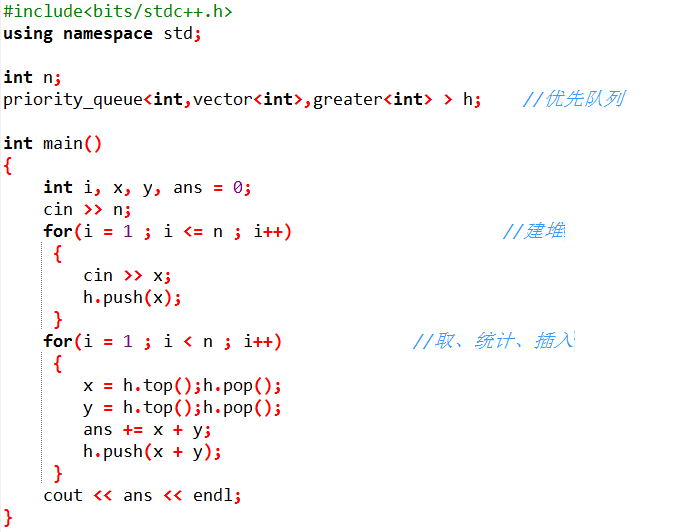 #include<bits/stdc++.h>
using namespace std;
int n;
priority_queue<int,vector<int>,greater<int> > h;    //优先队列
int main()
{
    int i, x, y, ans = 0;
    cin >> n;
    for(i = 1 ; i <= n ; i++)                     //建堆
     {
        cin >> x;
        h.push(x);
     }
    for(i = 1 ; i < n ; i++)             //取、统计、插入
     {
        x = h.top();h.pop();
        y = h.top();h.pop();
        ans += x + y;
        h.push(x + y);
     }
    cout << ans << endl;
}